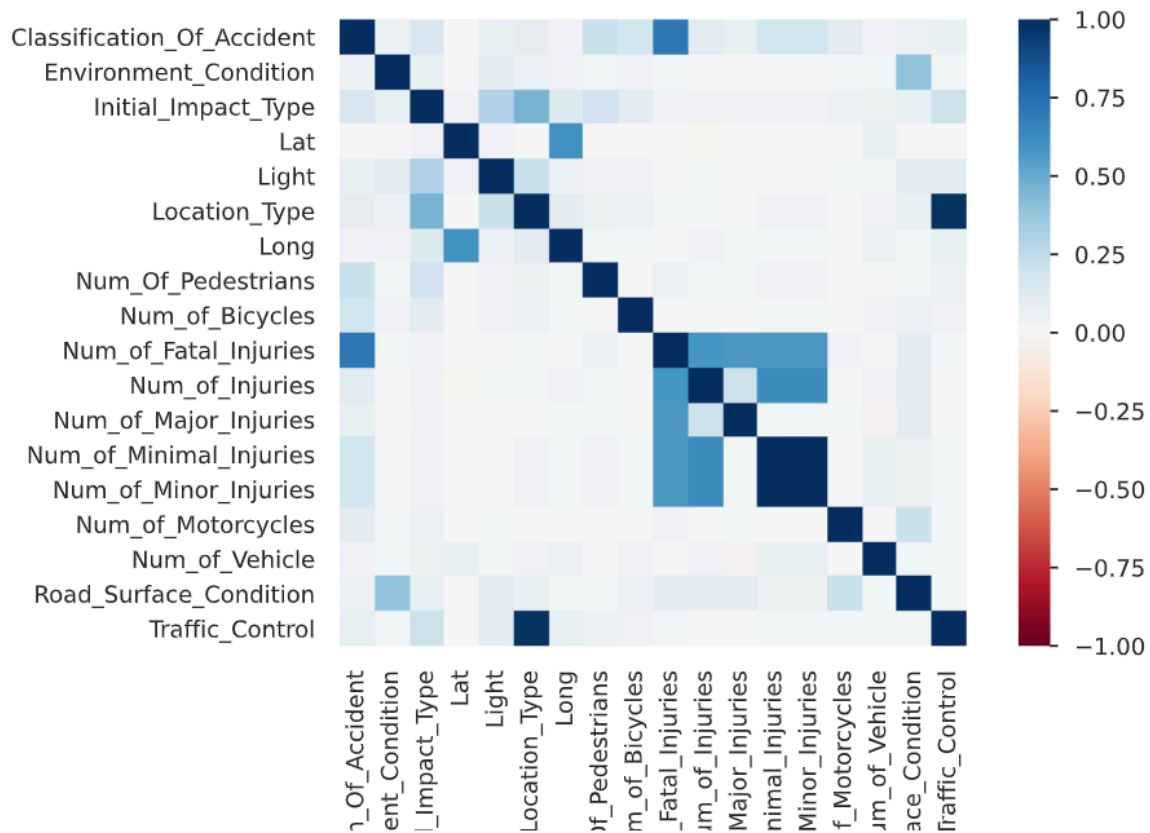 Classification_Of_Accident
Environment_Condition
Initial_Impact_Type
Lat
Light
Location_Type
Long
Num_Of_Pedestrians
Num_of_Bicycles
Num_of_Fatal_Injuries
Num_of_Injuries
Num_of_Major_Injuries
Num_of_Minimal_Injuries
Num_of_Minor_Injuries
Num_of_Motorcycles
Num_of_Vehicle
Road_Surface_Condition
Traffic_Control
1.00
0.75
0.50
0.25
0.00
−0.25
−0.50
−0.75
−1.00
n_Of_Accident
ent_Condition
l_Impact_Type
Lat
Light
Location_Type
Long
Of_Pedestrians
m_of_Bicycles
_Fatal_Injuries
um_of_Injuries
Major_Injuries
nimal_Injuries
Minor_Injuries
f_Motorcycles
um_of_Vehicle
ace_Condition
Traffic_Control